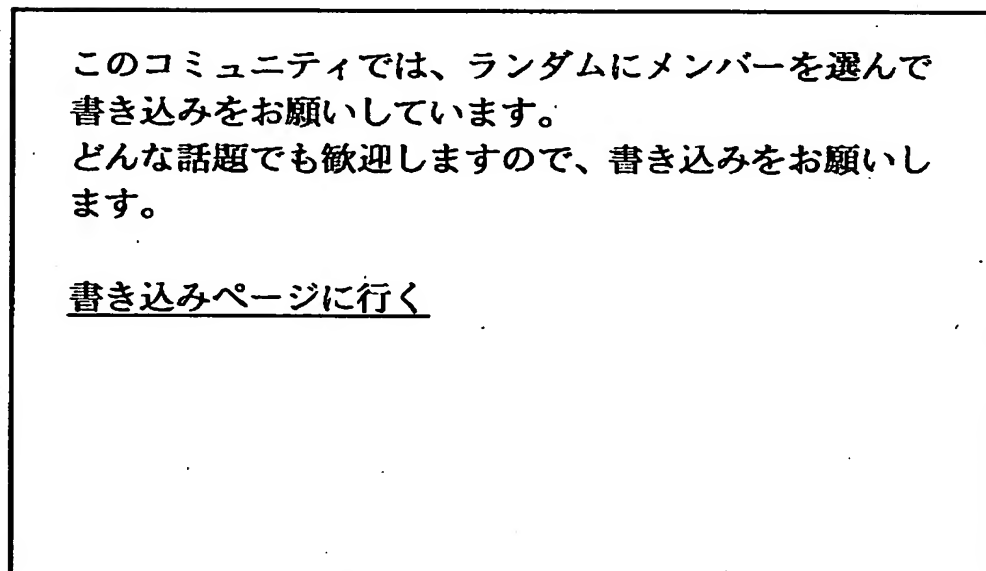 このコミュニティでは、ランダムにメンバーを選んで
書き込みをお願いしています。
どんな話題でも歓迎しますので、書き込みをお願いし
ます。
書き込みページに行く